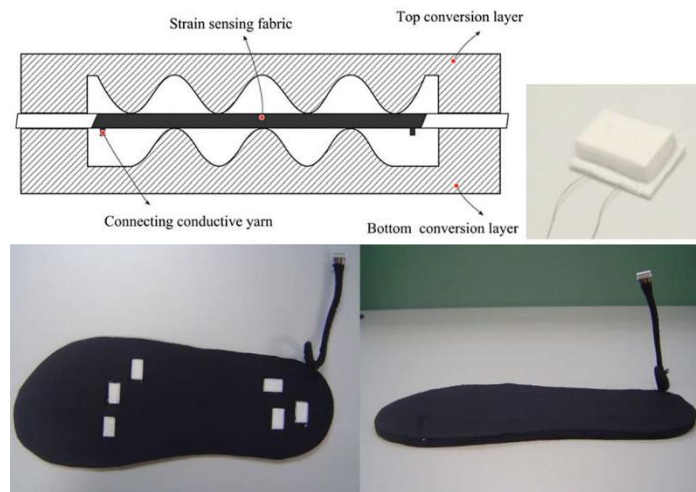 Strain sensing fabric
Top conversion layer
Connecting conductive yarn
Bottom conversion layer